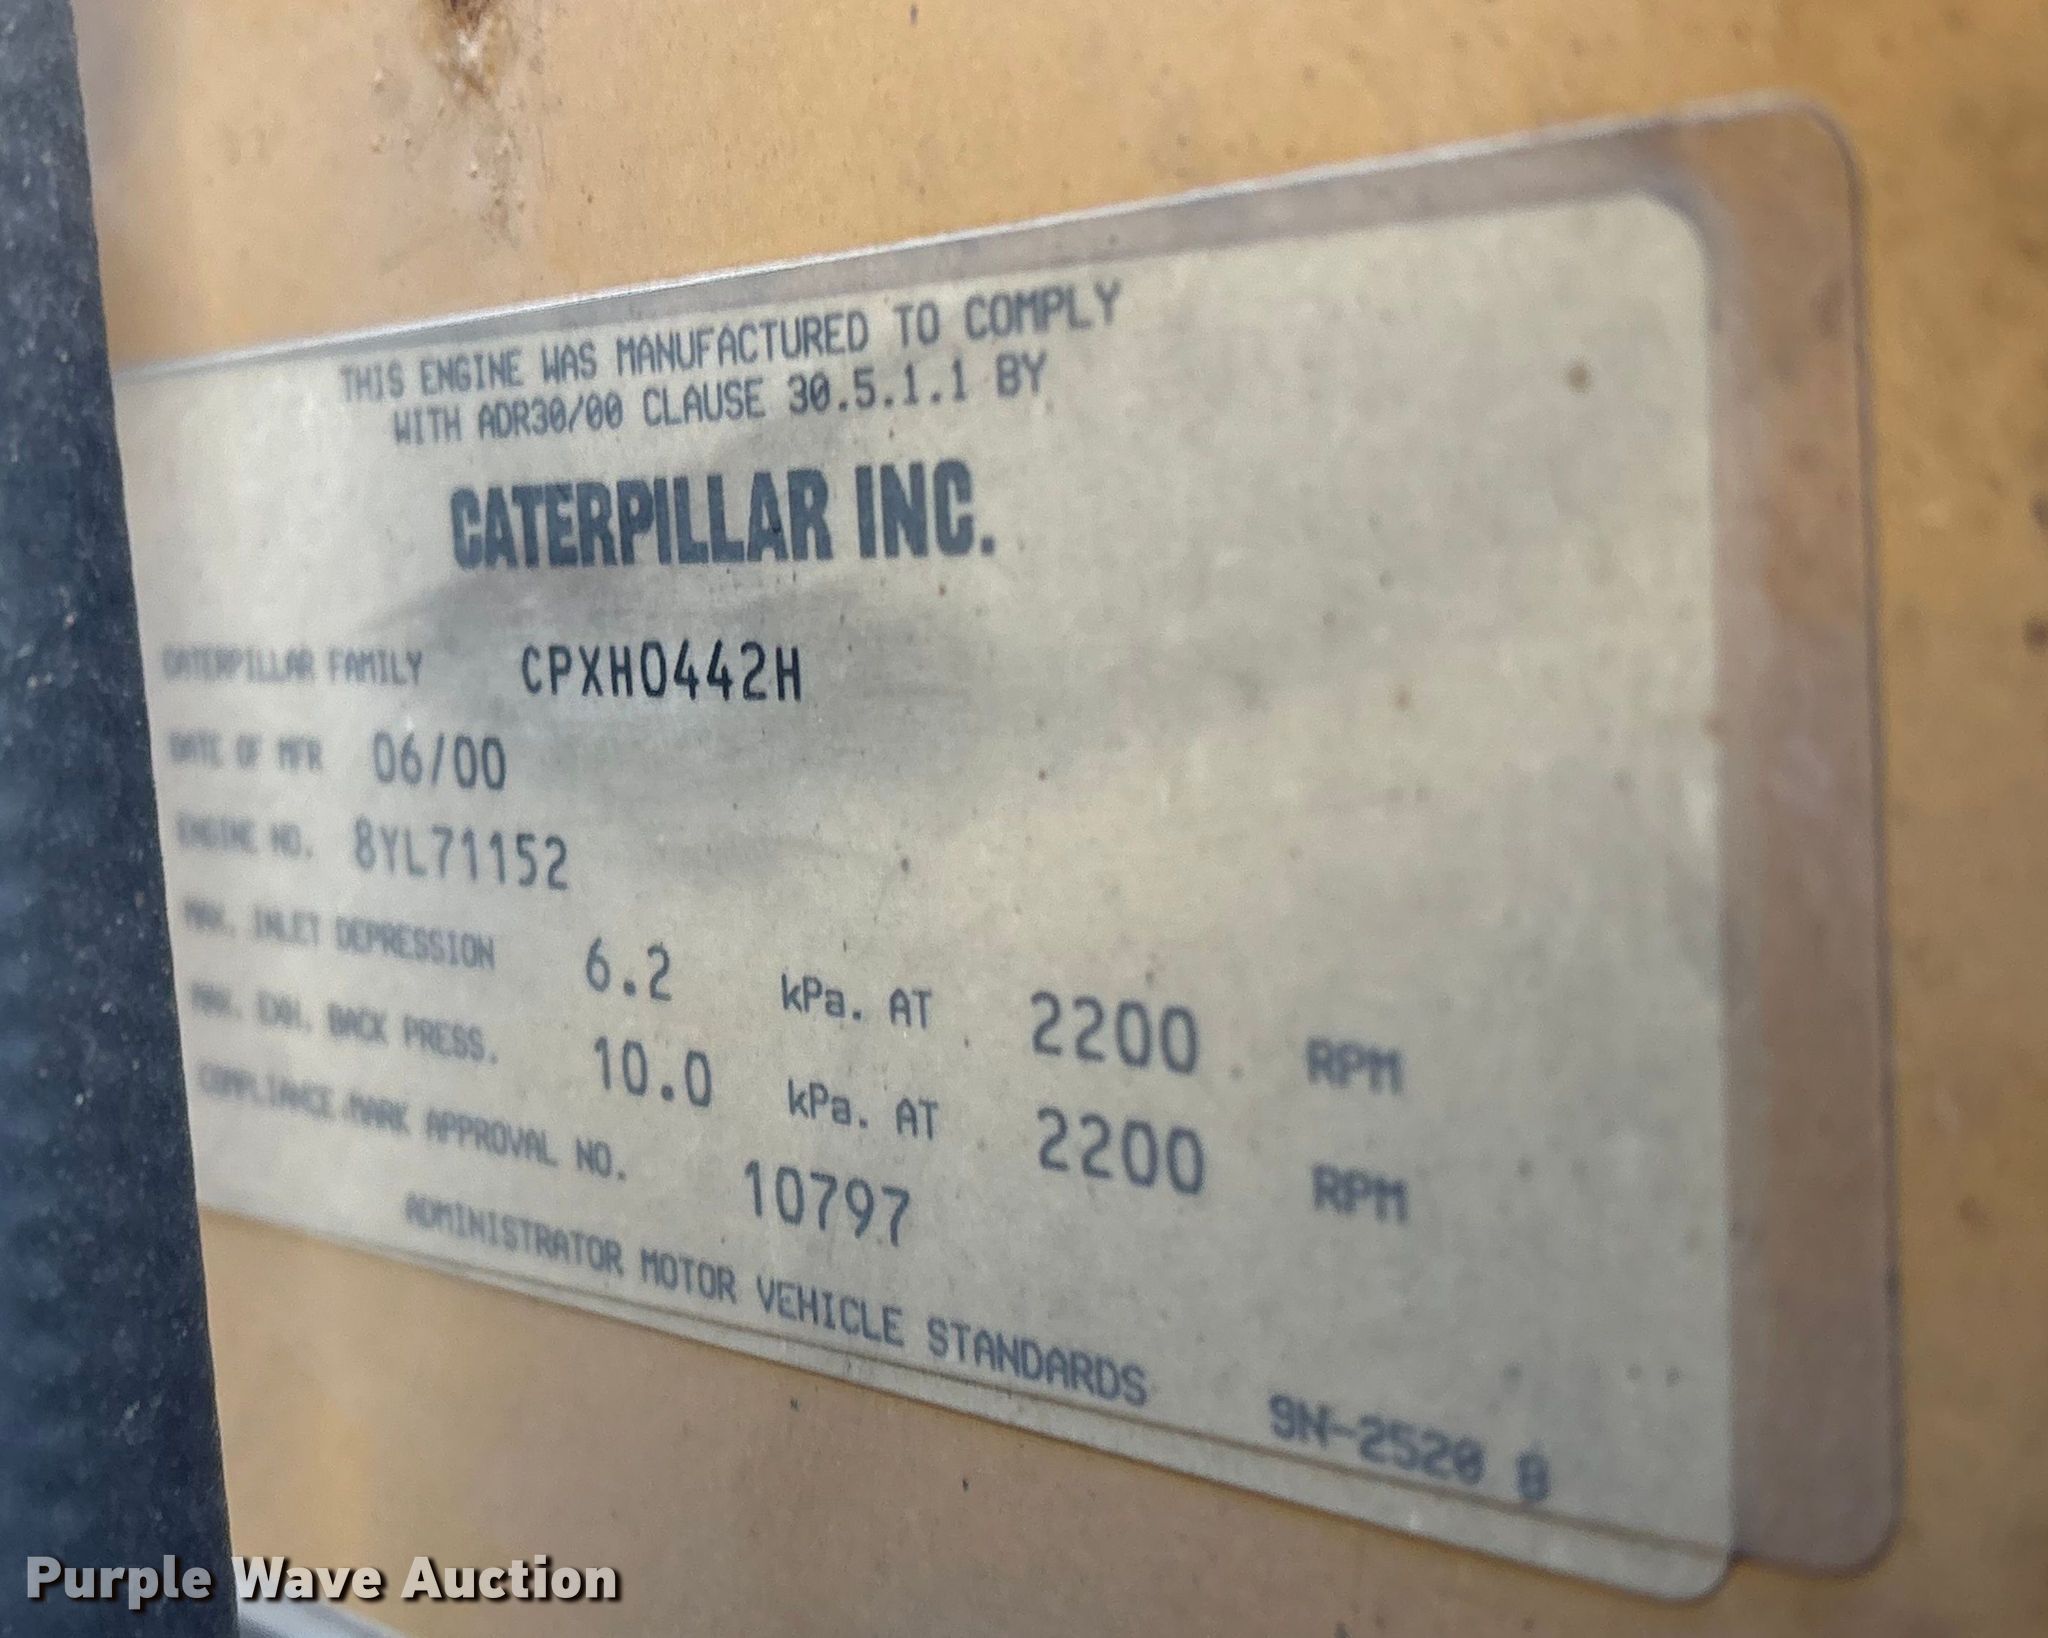 THIS ENGINE WAS MANUFACTURED TO COMPLY
WITH ADR30/00 CLAUSE 30.5.1.1 BY
CATERPILLAR INC.
CATERPILLAR FAMILY CPXH0442H
DATE OF MFR 06/00
ENGINE NO. 8YL71152
MAX. INLET DEPRESSION 6.2 kPa. AT 2200 RPM
MAX. EXH. BACK PRESS. 10.0 kPa. AT 2200 RPM
COMPLIANCE MARK APPROVAL NO. 10797
ADMINISTRATOR MOTOR VEHICLE STANDARDS 9N-2520
Purple Wave Auction